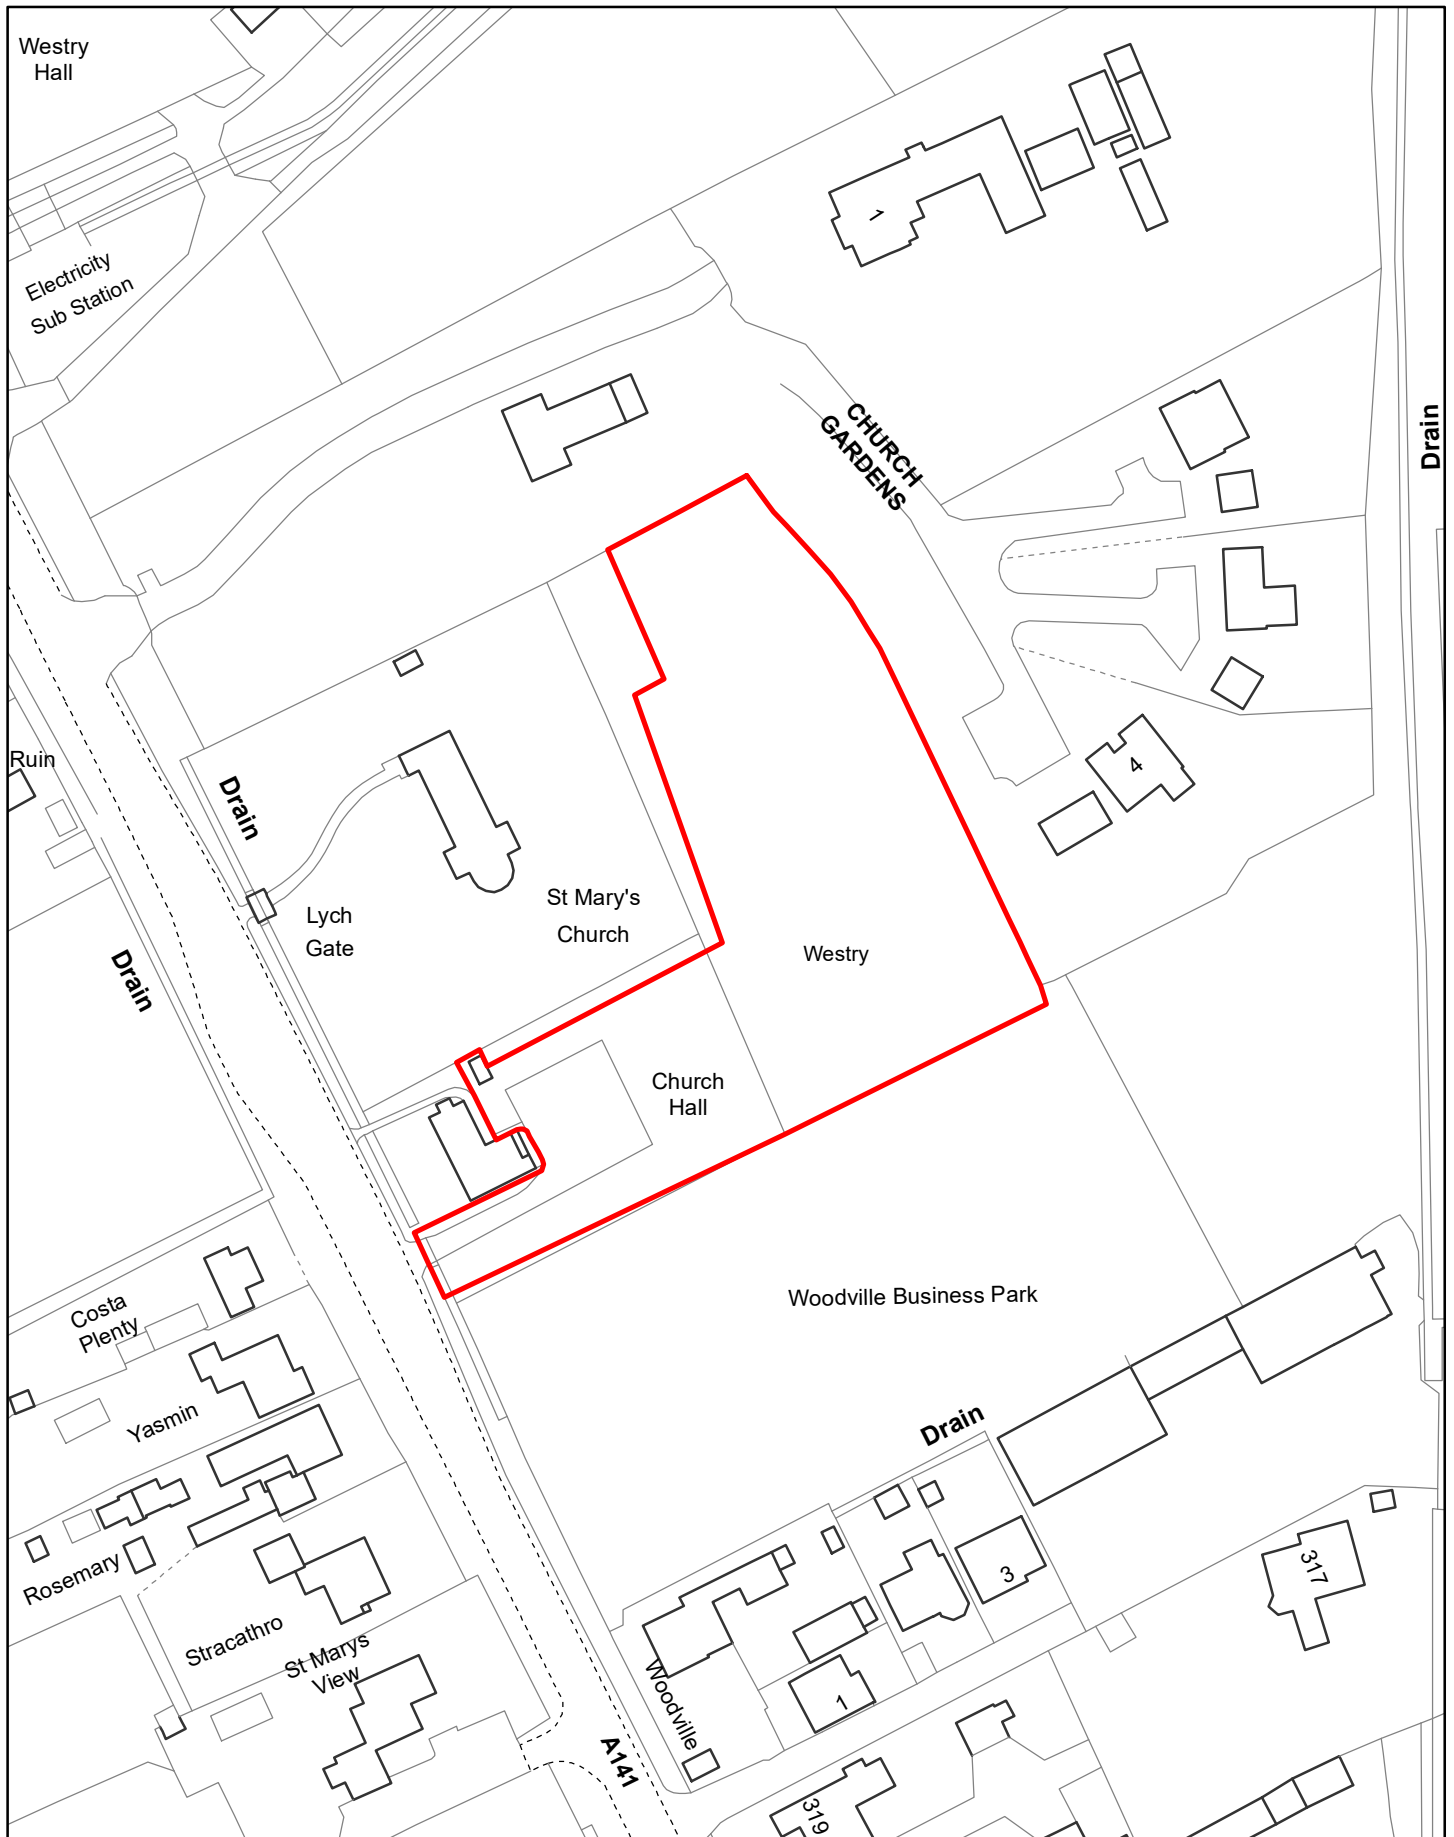 Westry
Hall
Electricity
Sub Station
1
CHURCH
GARDENS
Drain
Ruin
Drain
4
St Mary's
Church
Lych
Gate
Westry
Drain
Church
Hall
Woodville Business Park
Costa
Plenty
Yasmin
Drain
Rosemary
3
317
Stracathro
St Marys
View
Woodville
1
A141
319